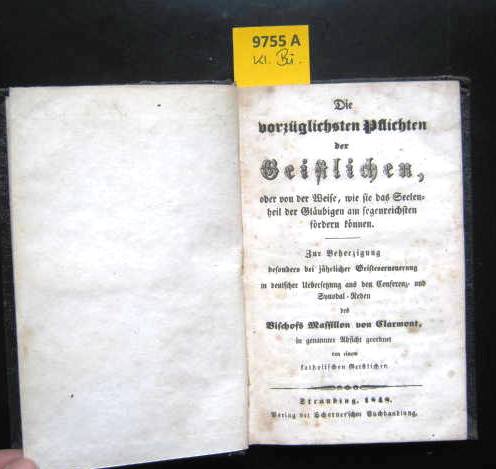 9755 A
Kl. Bü.
Die
vorzüglichsten Pflichten
der
Geistlichen,
oder von der Weise, wie sie das Seelen-
heil der Gläubigen am segenreichsten
fördern können.
Zur Beherzigung
besonders bei jährlicher Geisteserneuerung
in deutscher Uebersetzung aus den Conferenz- und
Synodal-Reden
des
Bischofs Massillon von Clarmont,
in genannter Absicht geordnet
von einem
katholischen Geistlichen.
Straubing, 1848.
Verlag der Schorner'schen Buchhandlung.